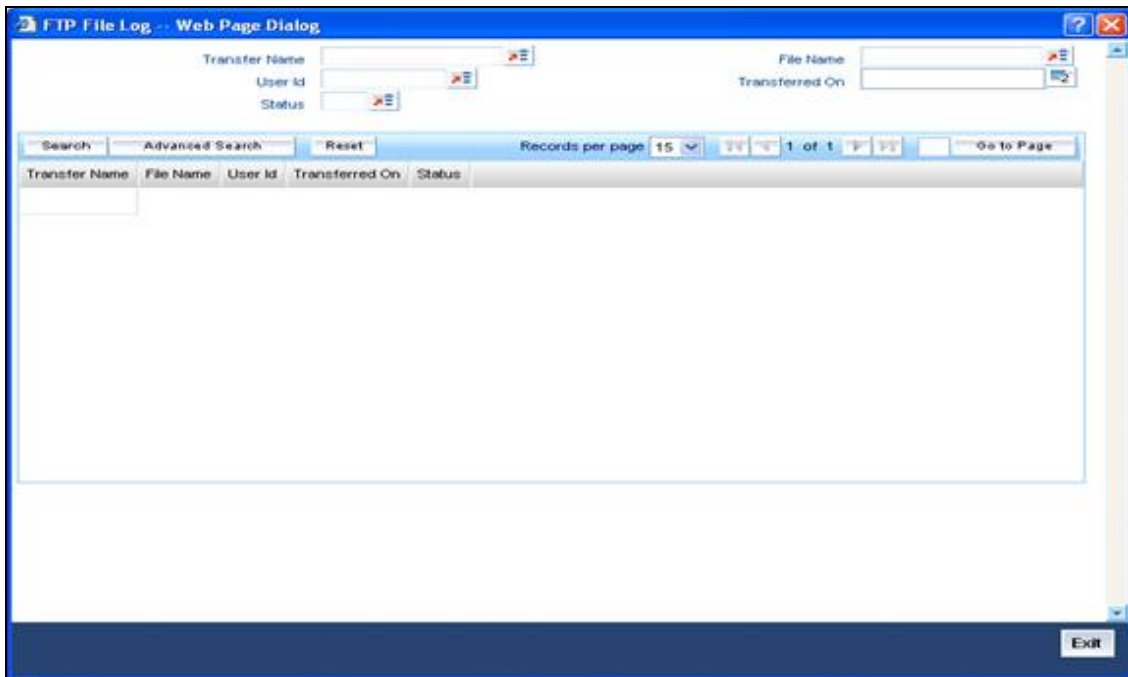 FTP File Log -- Web Page Dialog
Transfer Name File Name
User Id Transferred On
Status
Search Advanced Search Reset Records per page 15 1 of 1 Go to Page
Transfer Name File Name User Id Transferred On Status
Exit